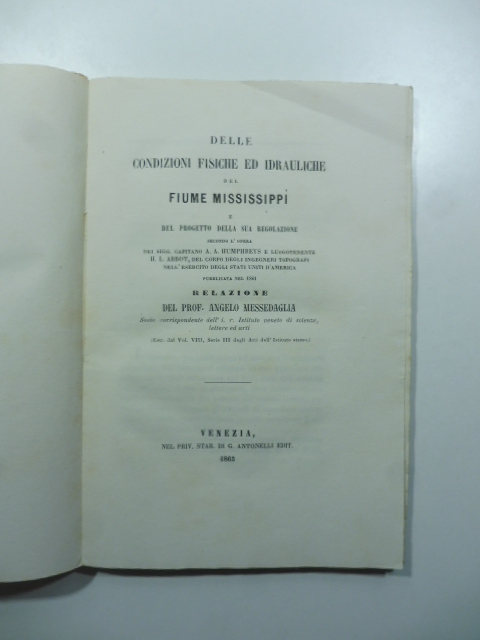 DELLE
CONDIZIONI FISICHE ED IDRAULICHE
DEL
FIUME MISSISSIPPI
E
DEL PROGETTO DELLA SUA REGOLAZIONE
SECONDO L'OPERA
DEI SIGG. CAPITANO A. A. HUMPHREYS E LUOGOTENENTE
H. L. ABBOT, DEL CORPO DEGLI INGEGNERI TOPOGRAFI
NELL'ESERCITO DEGLI STATI UNITI D'AMERICA
PUBBLICATA NEL 1861
RELAZIONE
DEL PROF. ANGELO MESSEDAGLIA
Socio corrispondente dell'i. r. Istituto veneto di scienze,
lettere ed arti
(Estr. dal Vol. VIII, Serie III degli Atti dell'Istituto stesso.)
VENEZIA,
NEL PRIV. STAB. DI G. ANTONELLI EDIT.